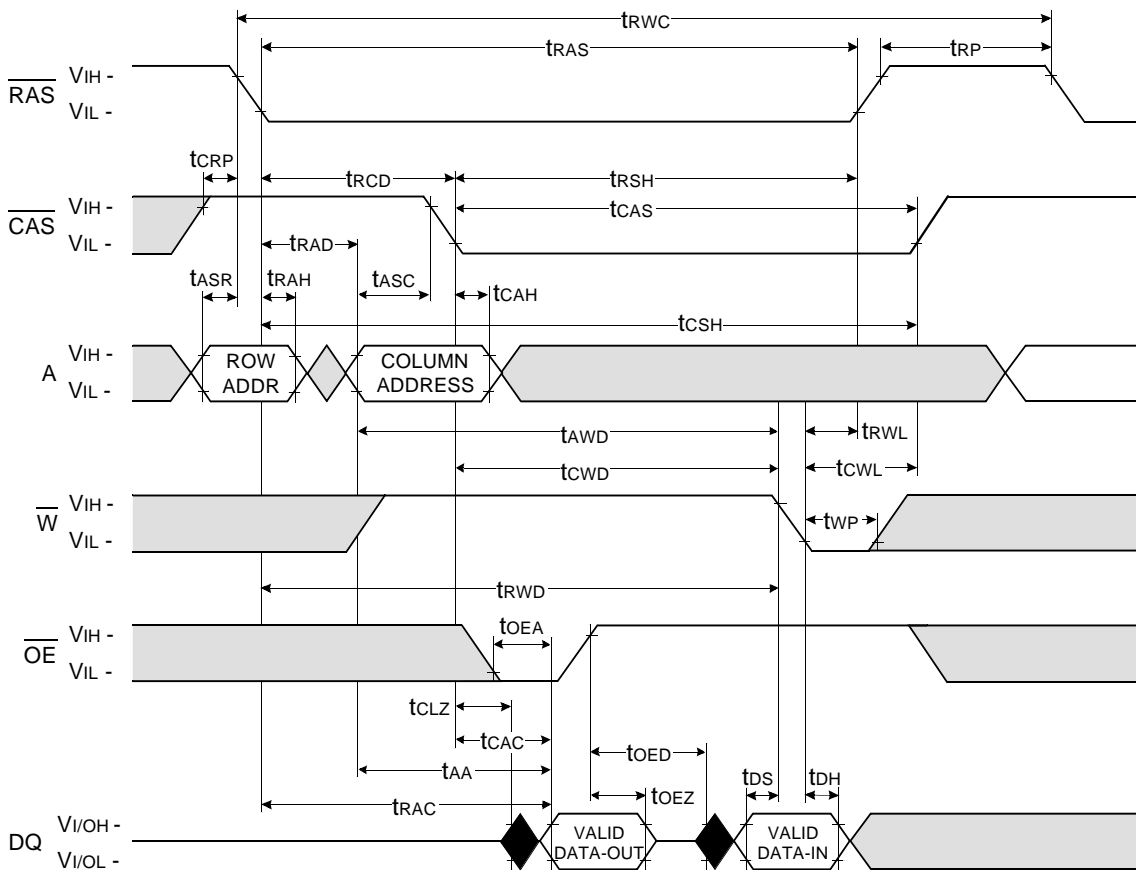 tRWC
tRAS
tRP
RAS
VIH -
VIL -
tCRP
tRCD
tRSH
CAS
VIH -
VIL -
tCAS
tRAD
tASR
tRAH
tASC
tCAH
tCSH
A
VIH -
VIL -
ROW
ADDR
COLUMN
ADDRESS
tAWD
tRWL
tCWD
tCWL
W
VIH -
VIL -
tWP
tRWD
OE
VIH -
VIL -
tOEA
tCLZ
tCAC
tOED
tAA
tOEZ
tDS
tDH
tRAC
DQ
VI/OH -
VI/OL -
VALID
DATA-OUT
VALID
DATA-IN